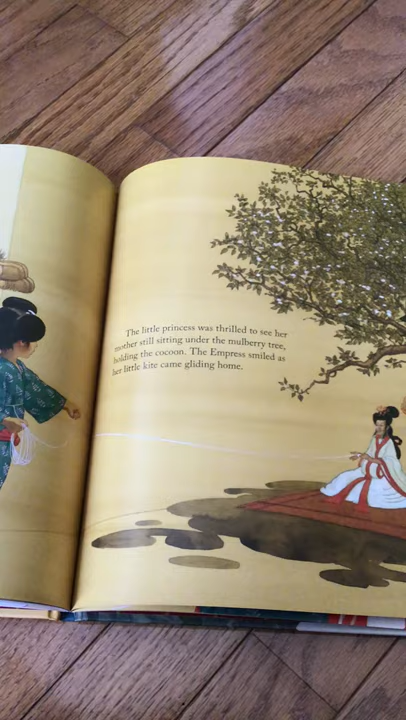 The little princess was thrilled to see her
mother still sitting under the mulberry tree,
holding the cocoon. The Empress smiled as
her little kite came gliding home.